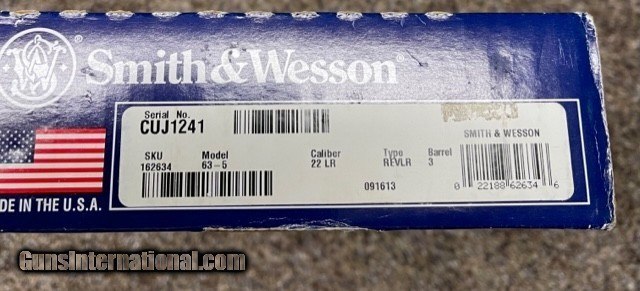 Smith & Wesson
Serial No.
CUJ1241
SMITH & WESSON
SKU Model Caliber Type Barrel
162634 63-5 22 LR REVLR 3
091613
0 22188 62634 6
MADE IN THE U.S.A.
GunsInternational.com